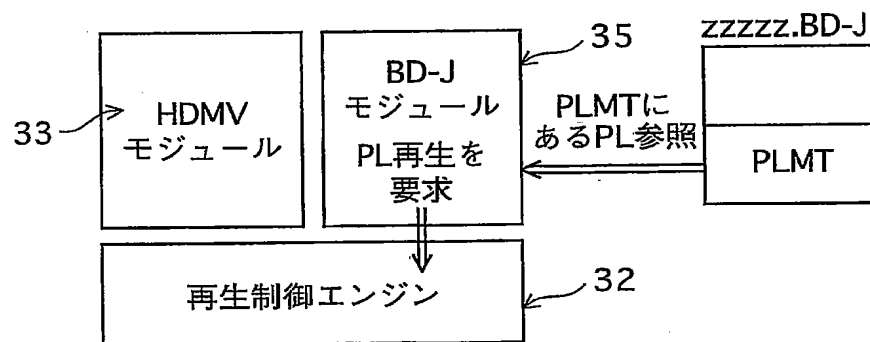 zzzzz.BD-J
35
33
HDMV
モジュール
BD-J
モジュール
PL再生を
要求
PLMTに
あるPL参照
PLMT
再生制御エンジン
32